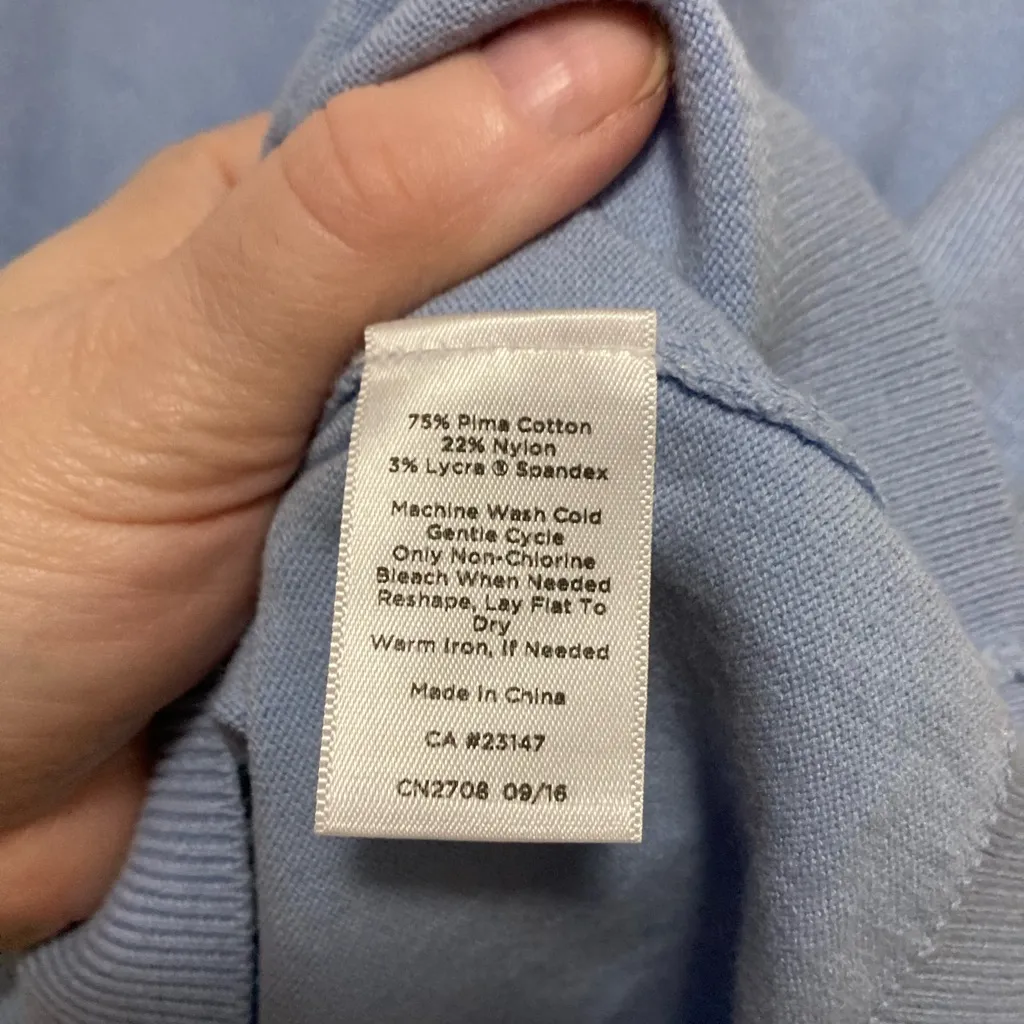 75% Pima Cotton
22% Nylon
3% Lycra ® Spandex
Machine Wash Cold
Gentle Cycle
Only Non-Chlorine
Bleach When Needed
Reshape, Lay Flat To
Dry
Warm Iron, If Needed
Made In China
CA #23147
CN2708 09/16